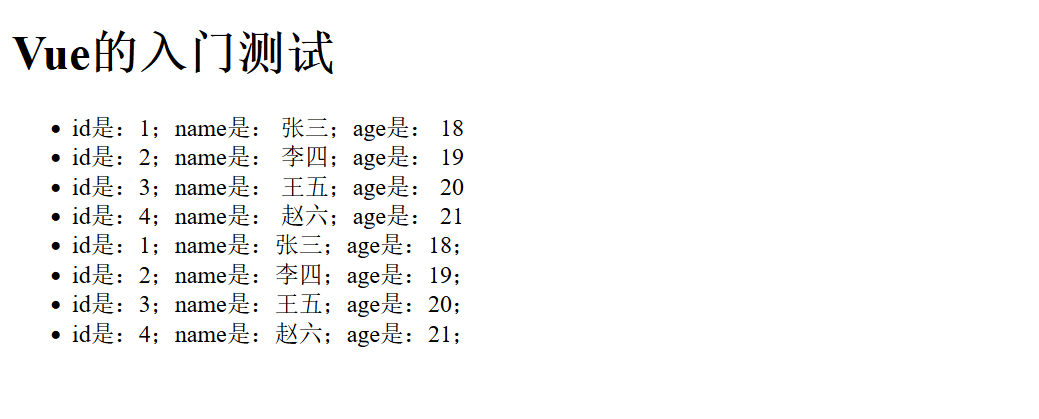 Vue的入门测试
id是：1；name是： 张三；age是： 18
id是：2；name是： 李四；age是： 19
id是：3；name是： 王五；age是： 20
id是：4；name是： 赵六；age是： 21
id是：1；name是：张三；age是：18；
id是：2；name是：李四；age是：19；
id是：3；name是：王五；age是：20；
id是：4；name是：赵六；age是：21；